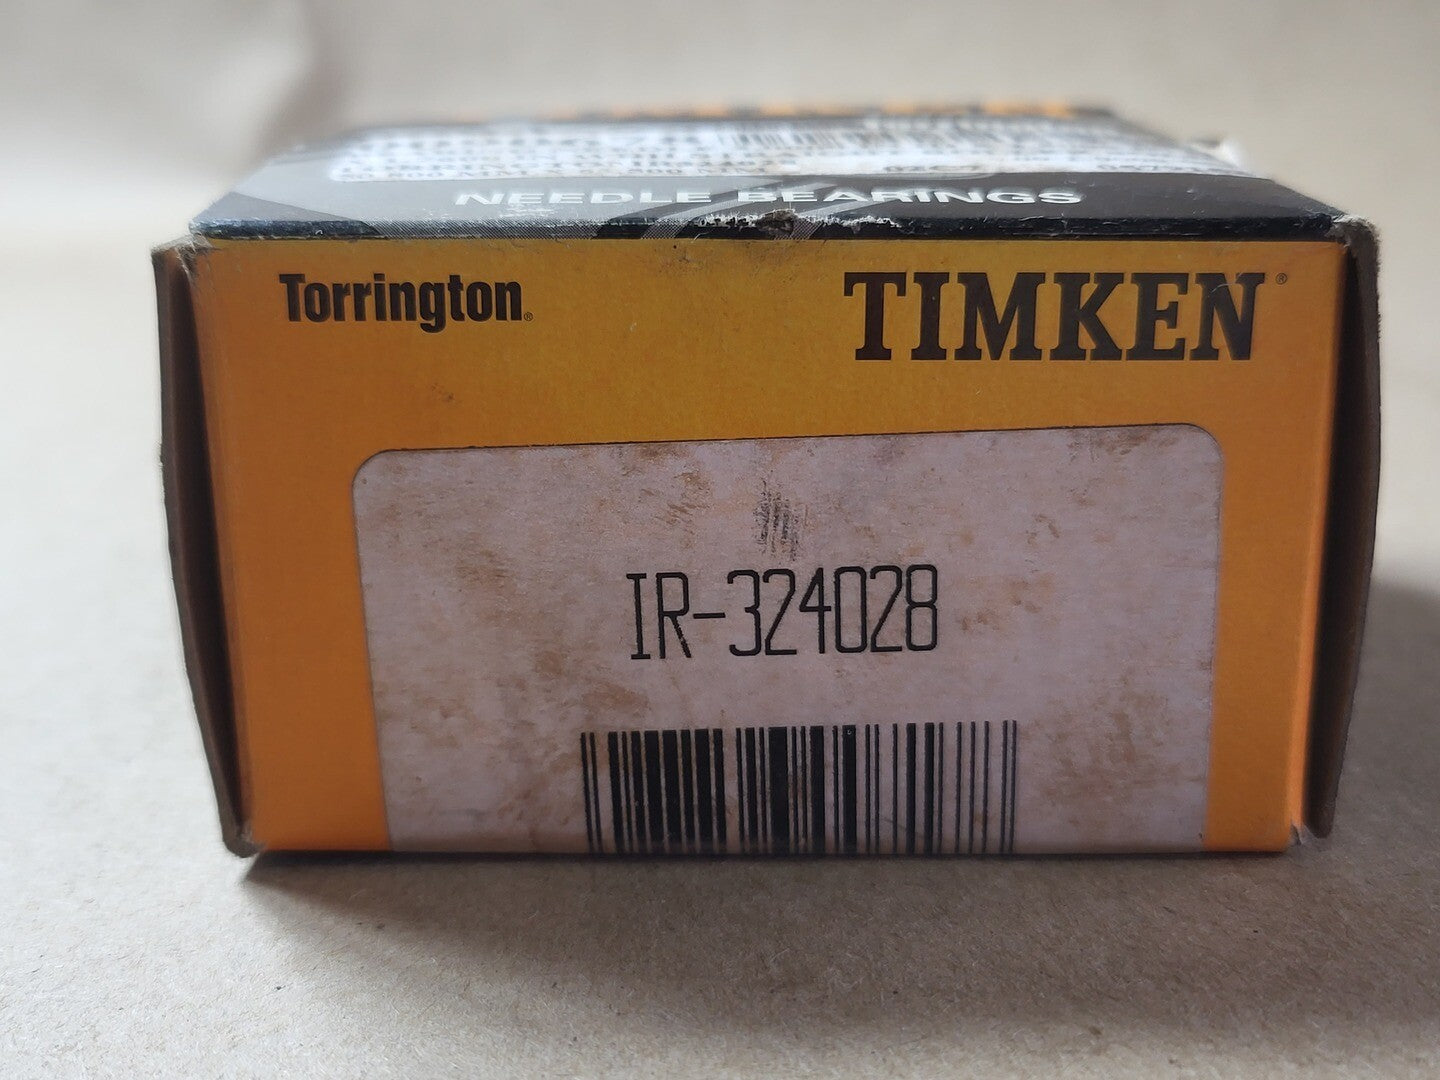 NEEDLE BEARINGS
Torrington®
TIMKEN®
IR-324028